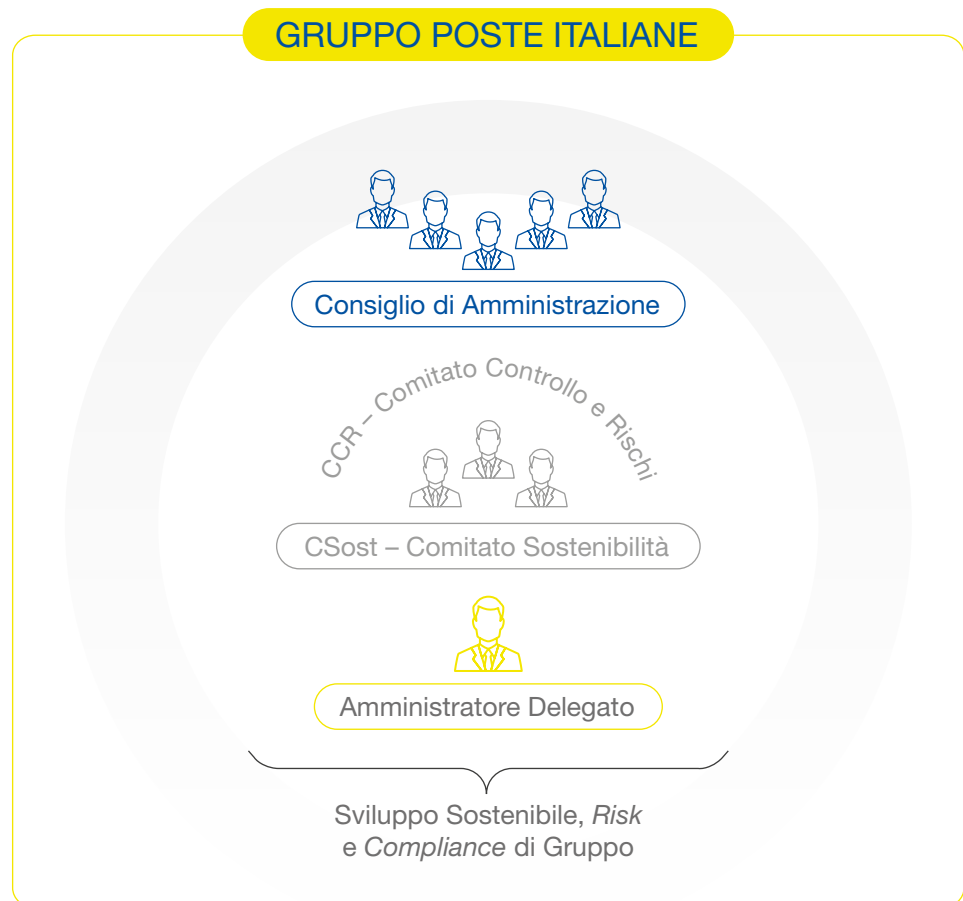 GRUPPO POSTE ITALIANE
Consiglio di Amministrazione
CCR – Comitato Controllo e Rischi
CSost – Comitato Sostenibilità
Amministratore Delegato
Sviluppo Sostenibile, Risk
e Compliance di Gruppo